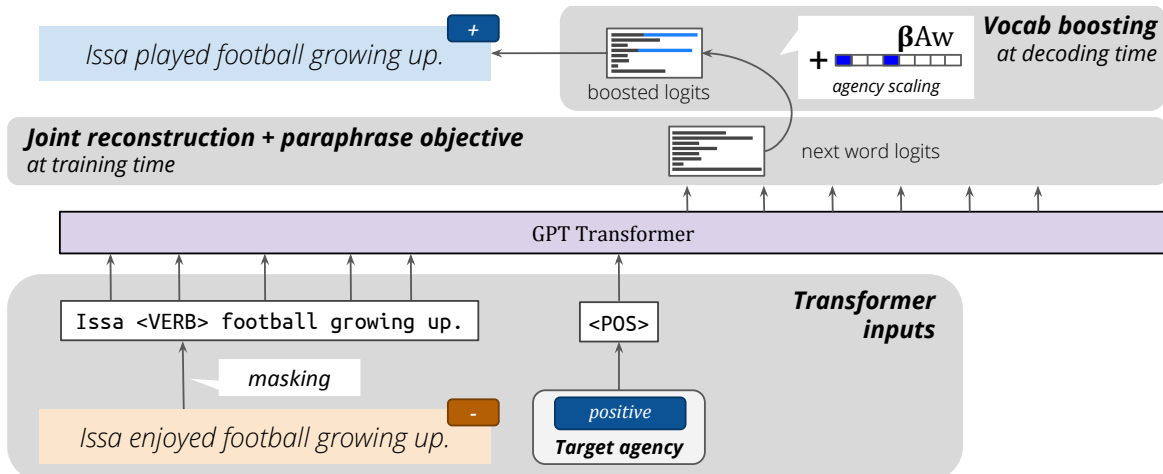 +
Issa played football growing up.
boosted logits
+
βAw
agency scaling
Vocab boosting
at decoding time
Joint reconstruction + paraphrase objective
at training time
next word logits
GPT Transformer
Issa <VERB> football growing up.
<POS>
Transformer
inputs
masking
-
Issa enjoyed football growing up.
positive
Target agency